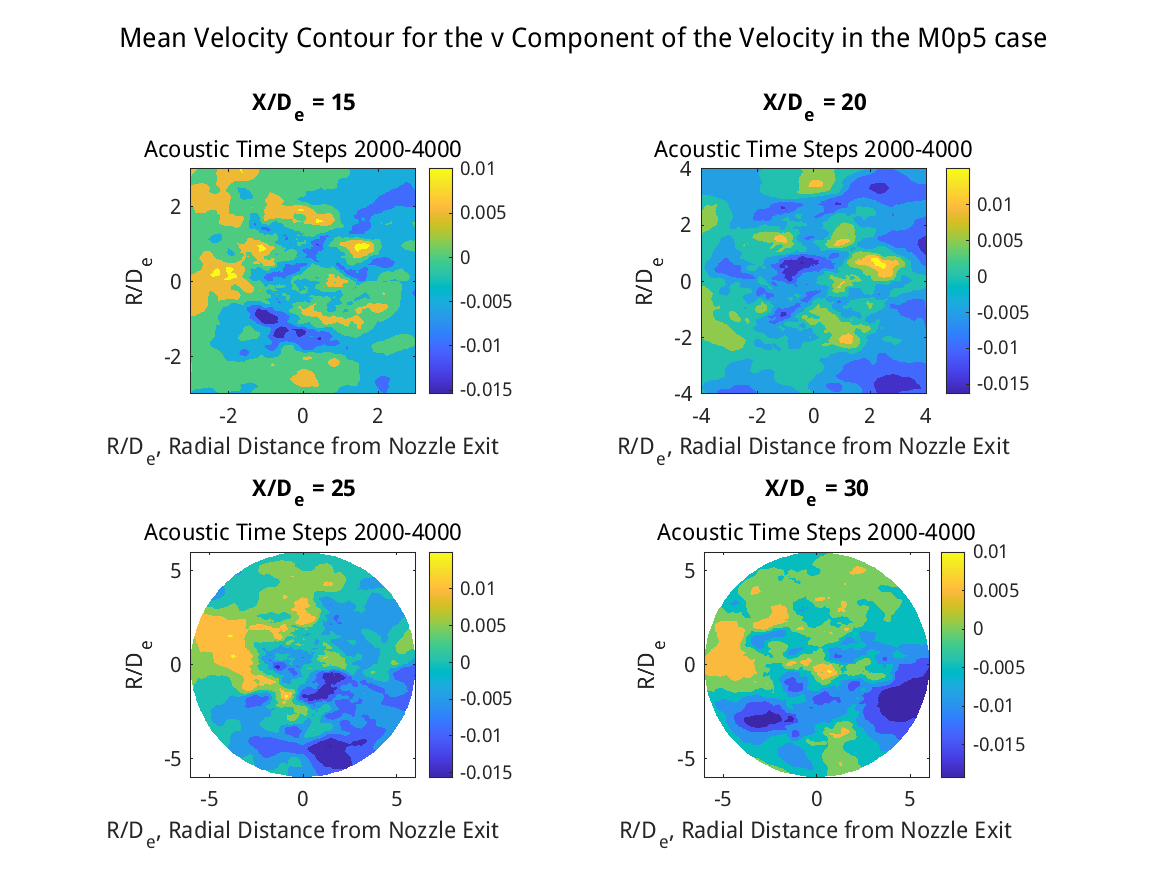 Mean Velocity Contour for the v Component of the Velocity in the M0p5 case
X/De = 15
Acoustic Time Steps 2000-4000
R/De
2
0
-2
-2 0 2
R/De, Radial Distance from Nozzle Exit
0.01
0.005
0
-0.005
-0.01
-0.015
X/De = 20
Acoustic Time Steps 2000-4000
R/De
4
2
0
-2
-4
-4 -2 0 2 4
R/De, Radial Distance from Nozzle Exit
0.01
0.005
0
-0.005
-0.01
-0.015
X/De = 25
Acoustic Time Steps 2000-4000
R/De
5
0
-5
-5 0 5
R/De, Radial Distance from Nozzle Exit
0.01
0.005
0
-0.005
-0.01
-0.015
X/De = 30
Acoustic Time Steps 2000-4000
R/De
5
0
-5
-5 0 5
R/De, Radial Distance from Nozzle Exit
0.01
0.005
0
-0.005
-0.01
-0.015